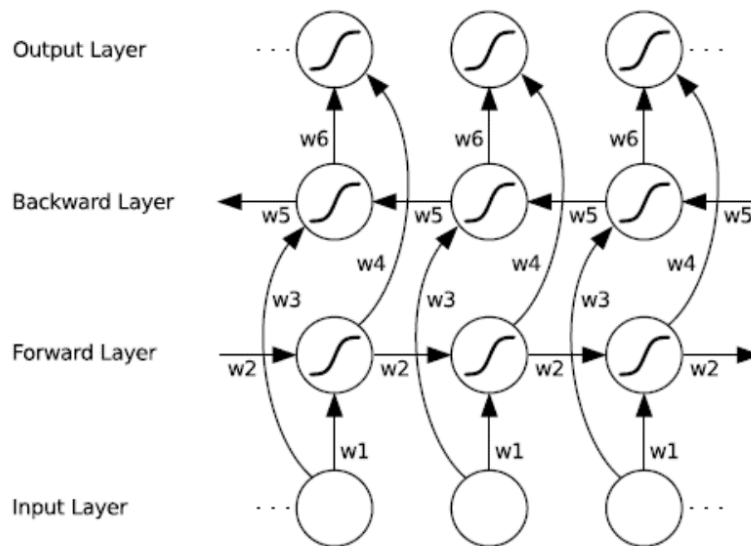 Output Layer
. . .
. . .
w6 w6 w6
Backward Layer
w5 w5 w5 w5
w4 w4 w4
w3 w3 w3
Forward Layer
w2 w2 w2 w2
w1 w1 w1
Input Layer
. . .
. . .